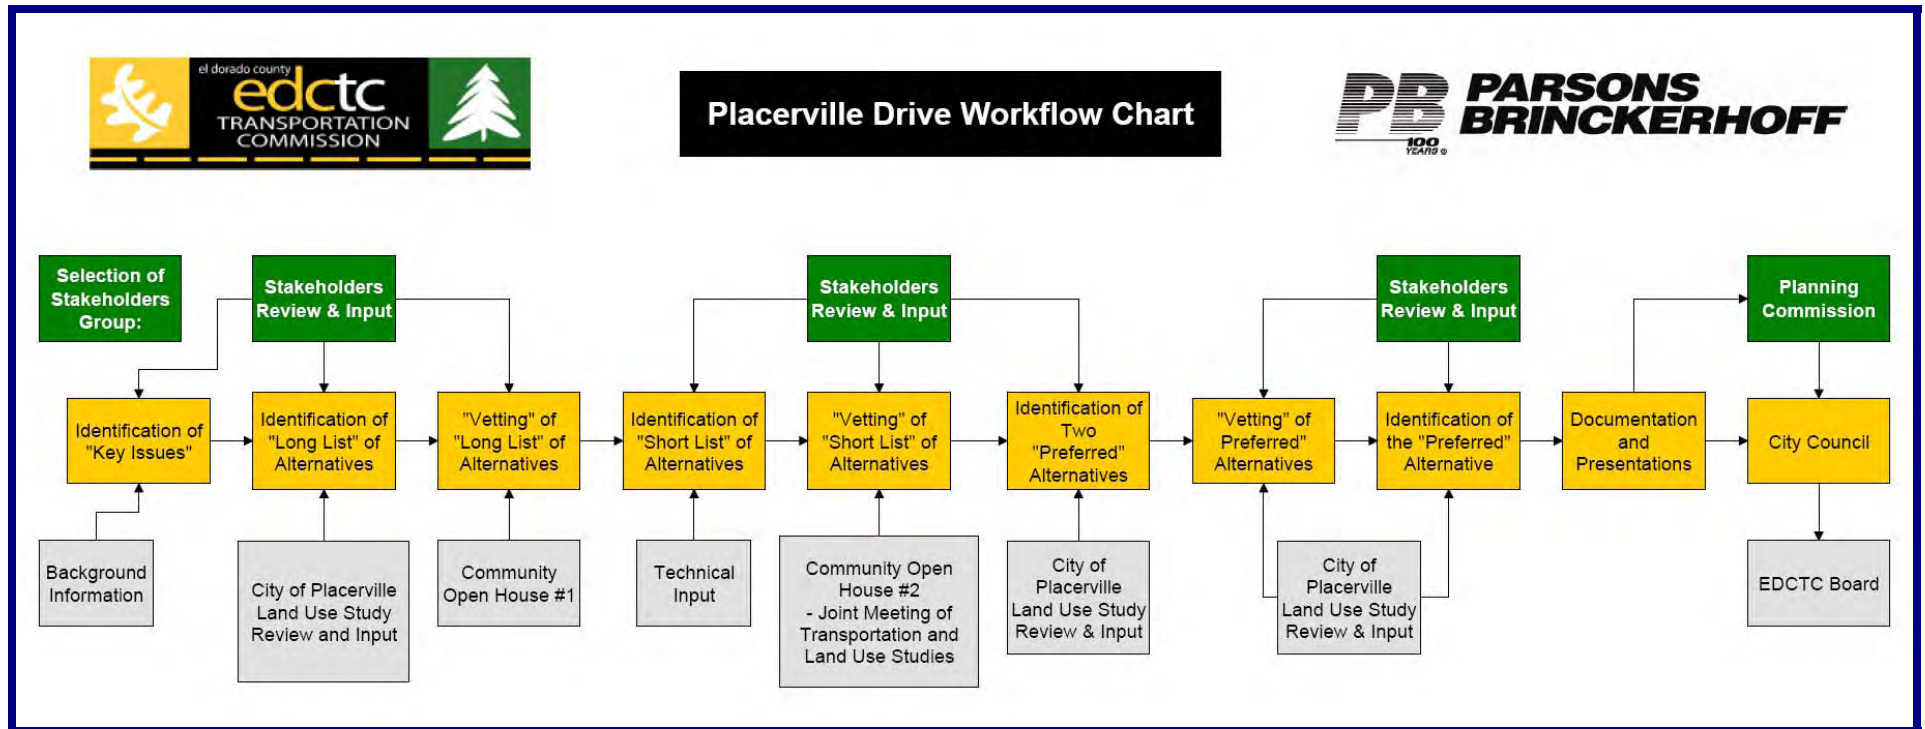 el dorado county
edctc
TRANSPORTATION
COMMISSION
Placerville Drive Workflow Chart
PB
100
YEARS ®
PARSONS
BRINCKERHOFF
Selection of
Stakeholders
Group:
Stakeholders
Review & Input
Stakeholders
Review & Input
Stakeholders
Review & Input
Planning
Commission
Identification of
"Key Issues"
Identification of
"Long List" of
Alternatives
"Vetting" of
"Long List" of
Alternatives
Identification of
"Short List" of
Alternatives
"Vetting" of
"Short List" of
Alternatives
Identification of
Two
"Preferred"
Alternatives
"Vetting" of
Preferred"
Alternatives
Identification of
the "Preferred"
Alternative
Documentation
and
Presentations
City Council
Background
Information
City of Placerville
Land Use Study
Review and Input
Community
Open House #1
Technical
Input
Community Open
House #2
- Joint Meeting of
Transportation and
Land Use Studies
City of
Placerville
Land Use Study
Review & Input
City of
Placerville
Land Use Study
Review & Input
EDCTC Board